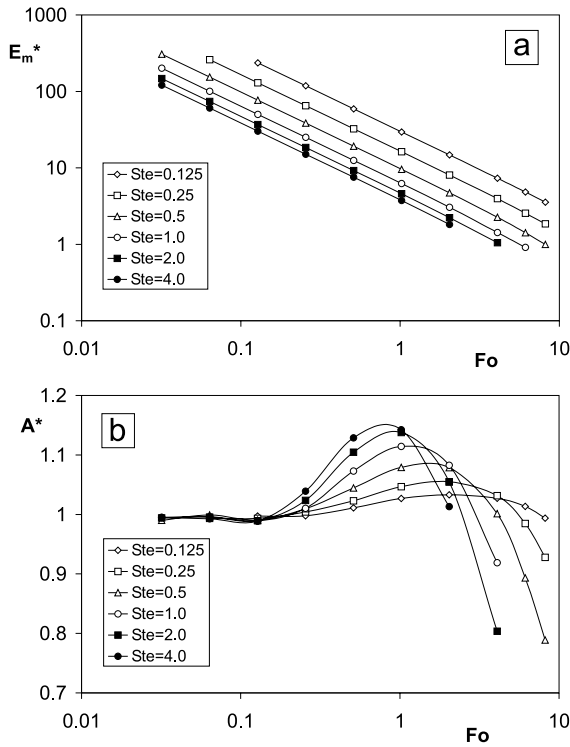 1000
E_m*
a
100
10
Ste=0.125
Ste=0.25
Ste=0.5
Ste=1.0
Ste=2.0
Ste=4.0
1
0.1
0.01 0.1 1 Fo 10
1.2
A*
b
1.1
1
0.9
Ste=0.125
Ste=0.25
Ste=0.5
Ste=1.0
Ste=2.0
Ste=4.0
0.8
0.7
0.01 0.1 1 Fo 10